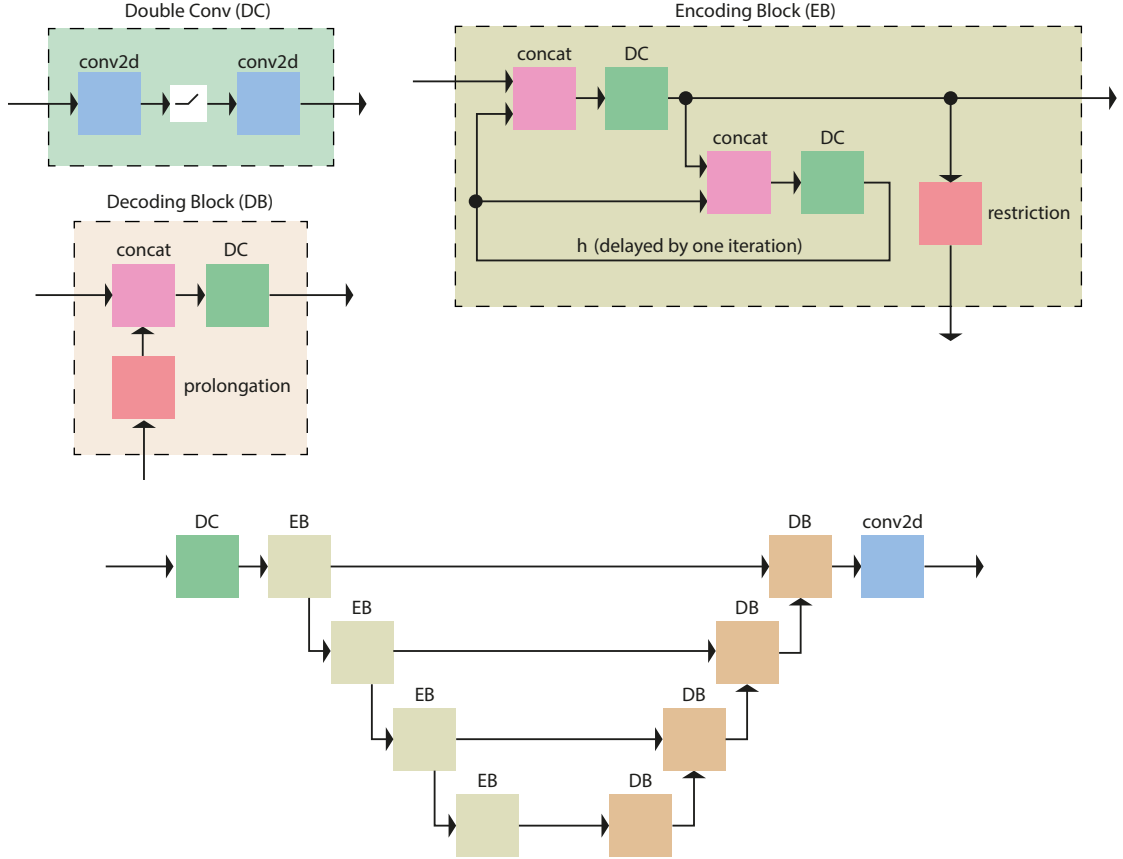 Double Conv (DC)
conv2d
conv2d
Encoding Block (EB)
concat
DC
concat
DC
restriction
h (delayed by one iteration)
Decoding Block (DB)
concat
DC
prolongation
DC
EB
DB
conv2d
EB
DB
EB
DB
EB
DB